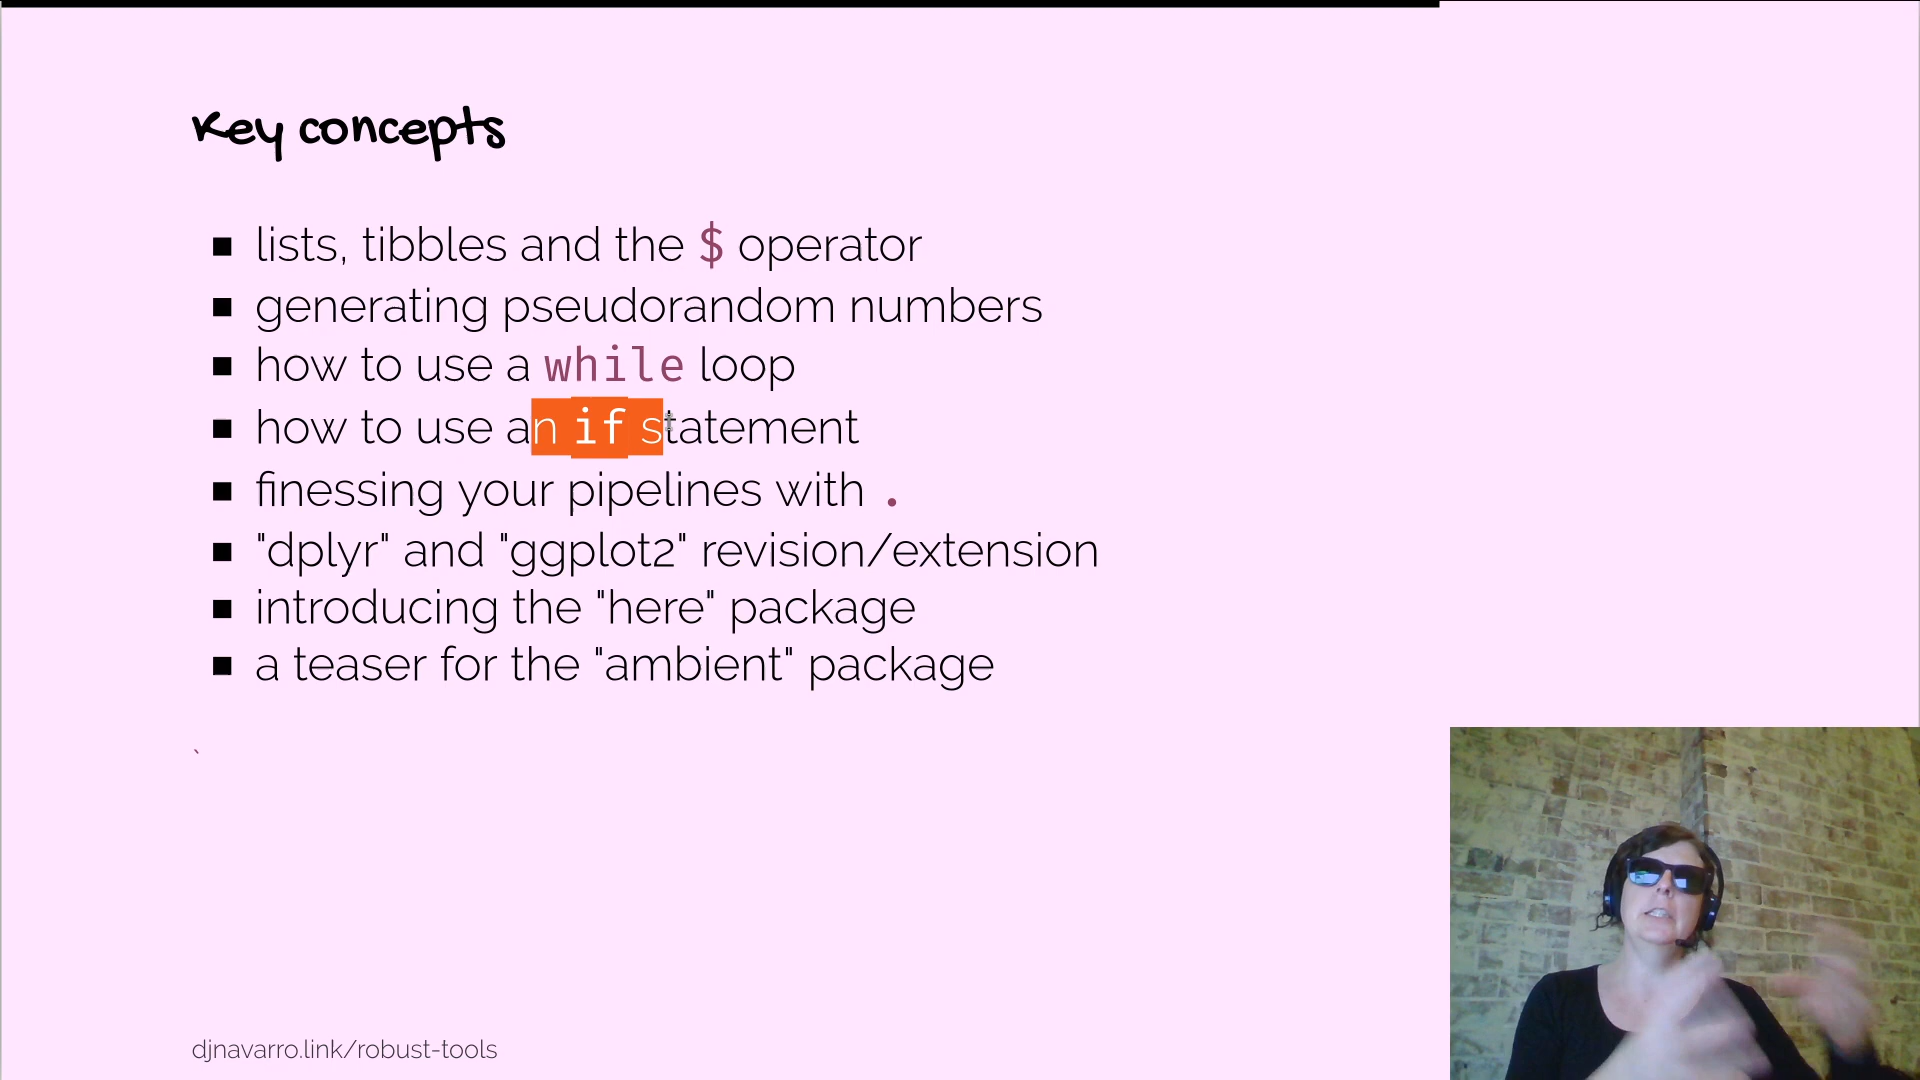 Key concepts
lists, tibbles and the $ operator
generating pseudorandom numbers
how to use a while loop
how to use an if statement
finessing your pipelines with .
"dplyr" and "ggplot2" revision/extension
introducing the "here" package
a teaser for the "ambient" package
`
djnavarro.link/robust-tools